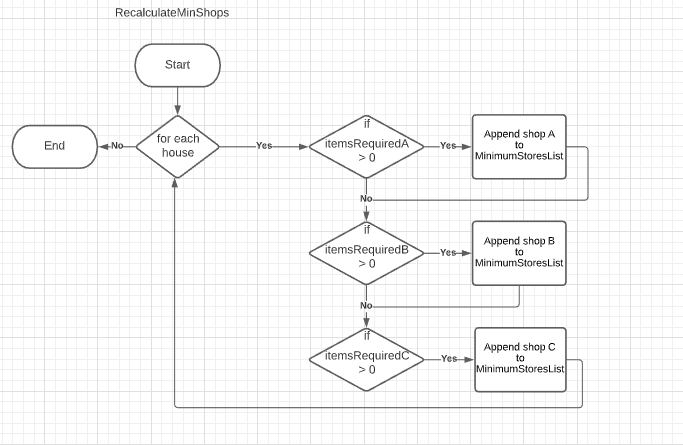 RecalculateMinShops
Start
End
No
for each
house
Yes
if
itemsRequiredA
> 0
Yes
Append shop A
to
MinimumStoresList
No
if
itemsRequiredB
> 0
Yes
Append shop B
to
MinimumStoresList
No
if
itemsRequiredC
> 0
Yes
Append shop C
to
MinimumStoresList